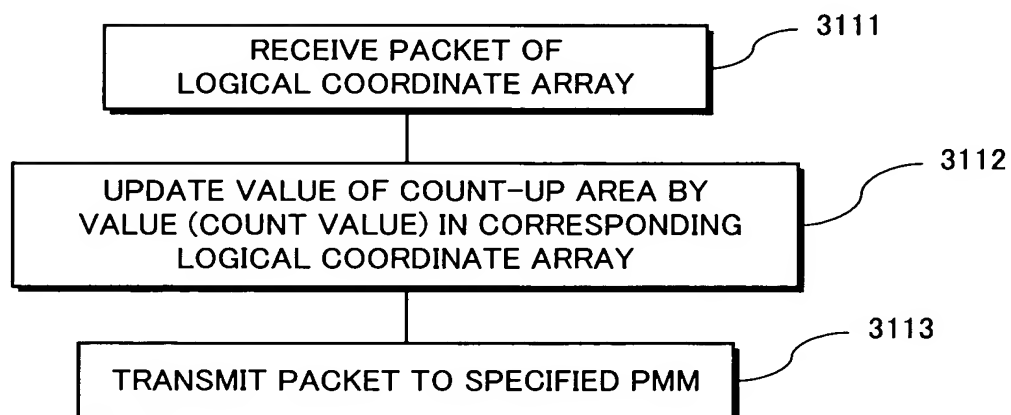 RECEIVE PACKET OF
LOGICAL COORDINATE ARRAY
3111
UPDATE VALUE OF COUNT-UP AREA BY
VALUE (COUNT VALUE) IN CORRESPONDING
LOGICAL COORDINATE ARRAY
3112
TRANSMIT PACKET TO SPECIFIED PMM
3113